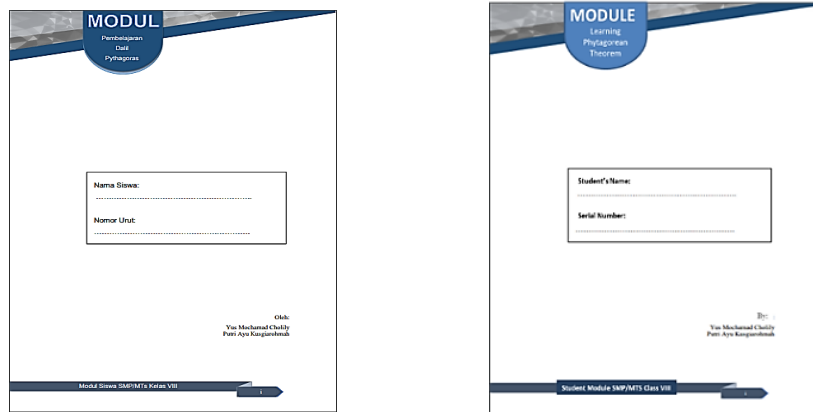 MODUL
Pembelajaran
Dalil
Pythagoras
Nama Siswa:
Nomor Urut:
Oleh:
Yus Mochamad Cholily
Putri Ayu Kusgiarohmah
Modul Siswa SMP/MTs Kelas VIII
i
MODULE
Learning
Phytagorean
Theorem
Student's Name:
Serial Number:
By:
Yus Mochamad Cholily
Putri Ayu Kusgiarohmah
Student Module SMP/MTS Class VIII
i